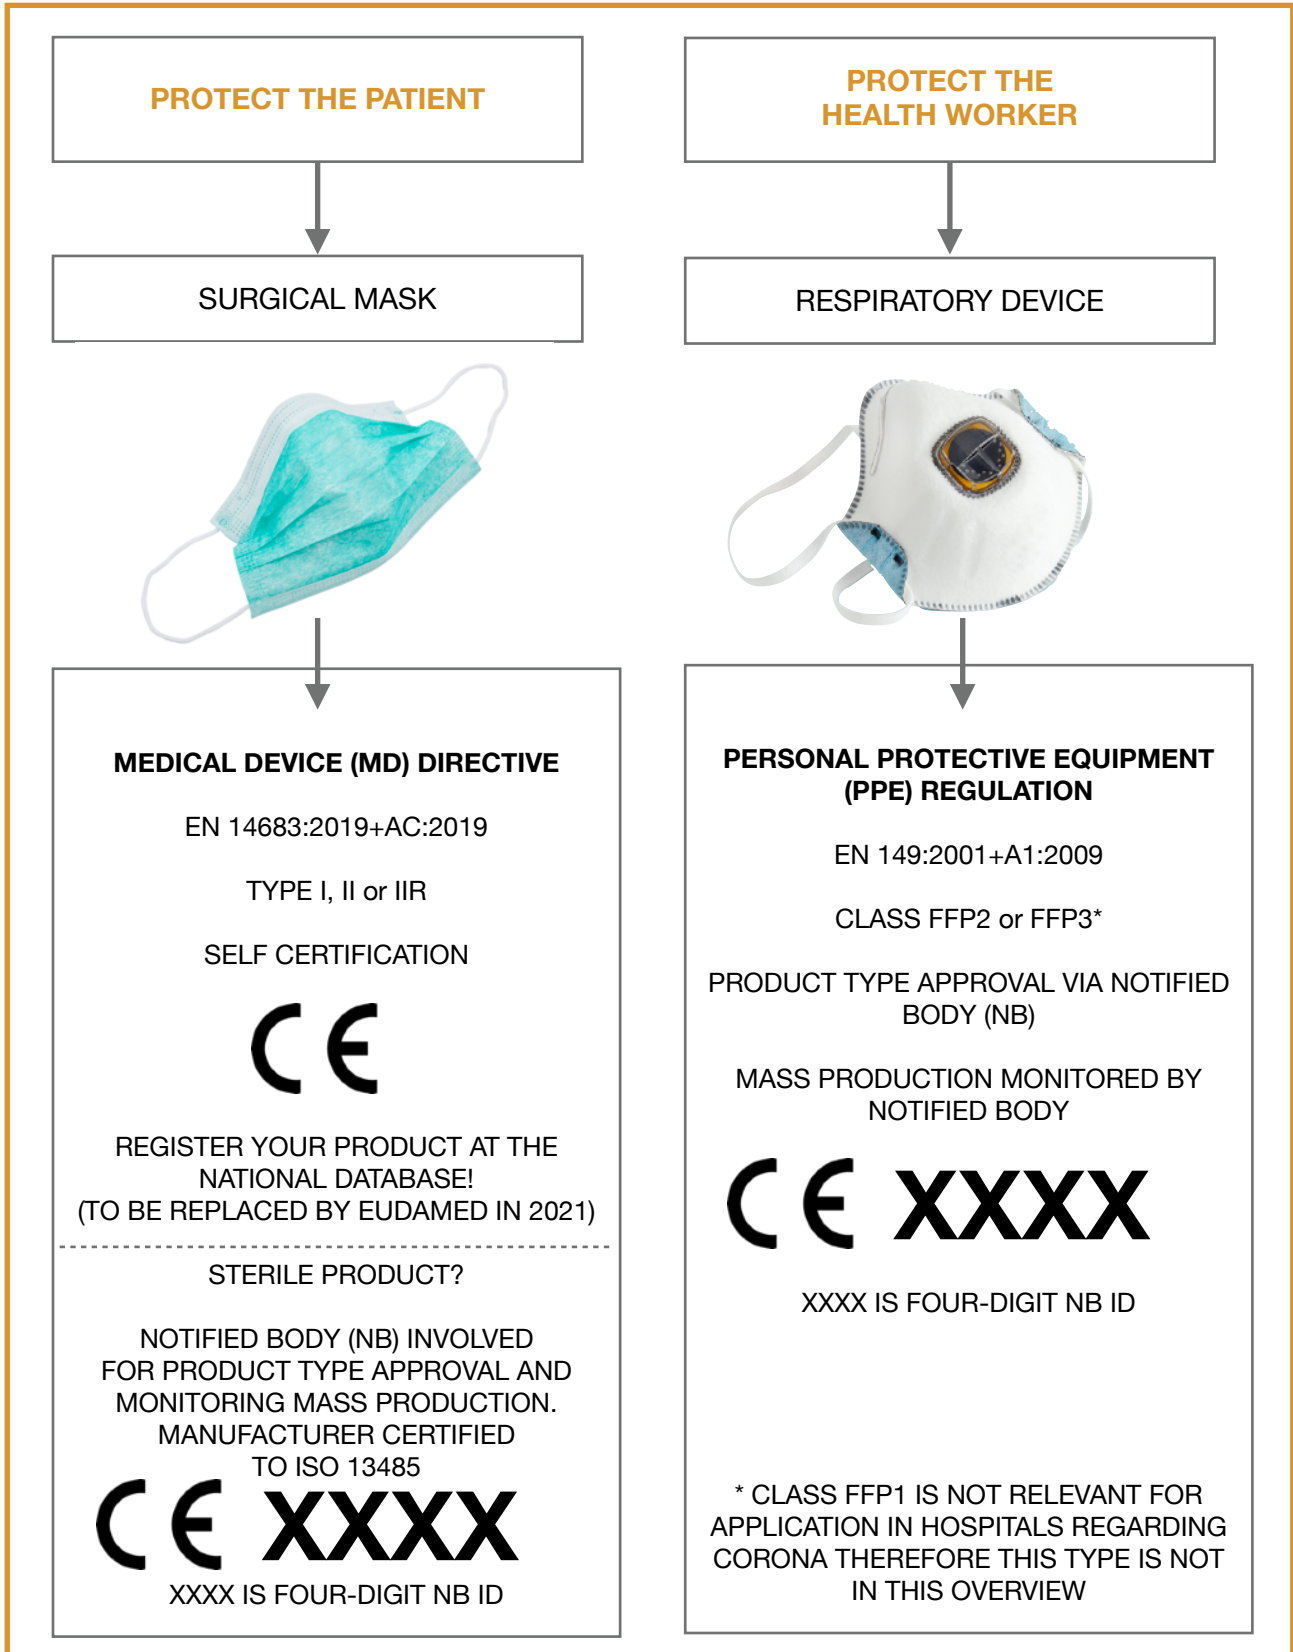 PROTECT THE PATIENT
SURGICAL MASK
MEDICAL DEVICE (MD) DIRECTIVE
EN 14683:2019+AC:2019
TYPE I, II or IIR
SELF CERTIFICATION
CE
REGISTER YOUR PRODUCT AT THE
NATIONAL DATABASE!
(TO BE REPLACED BY EUDAMED IN 2021)
STERILE PRODUCT?
NOTIFIED BODY (NB) INVOLVED
FOR PRODUCT TYPE APPROVAL AND
MONITORING MASS PRODUCTION.
MANUFACTURER CERTIFIED
TO ISO 13485
CE XXXX
XXXX IS FOUR-DIGIT NB ID
PROTECT THE
HEALTH WORKER
RESPIRATORY DEVICE
PERSONAL PROTECTIVE EQUIPMENT
(PPE) REGULATION
EN 149:2001+A1:2009
CLASS FFP2 or FFP3*
PRODUCT TYPE APPROVAL VIA NOTIFIED
BODY (NB)
MASS PRODUCTION MONITORED BY
NOTIFIED BODY
CE XXXX
XXXX IS FOUR-DIGIT NB ID
* CLASS FFP1 IS NOT RELEVANT FOR
APPLICATION IN HOSPITALS REGARDING
CORONA THEREFORE THIS TYPE IS NOT
IN THIS OVERVIEW